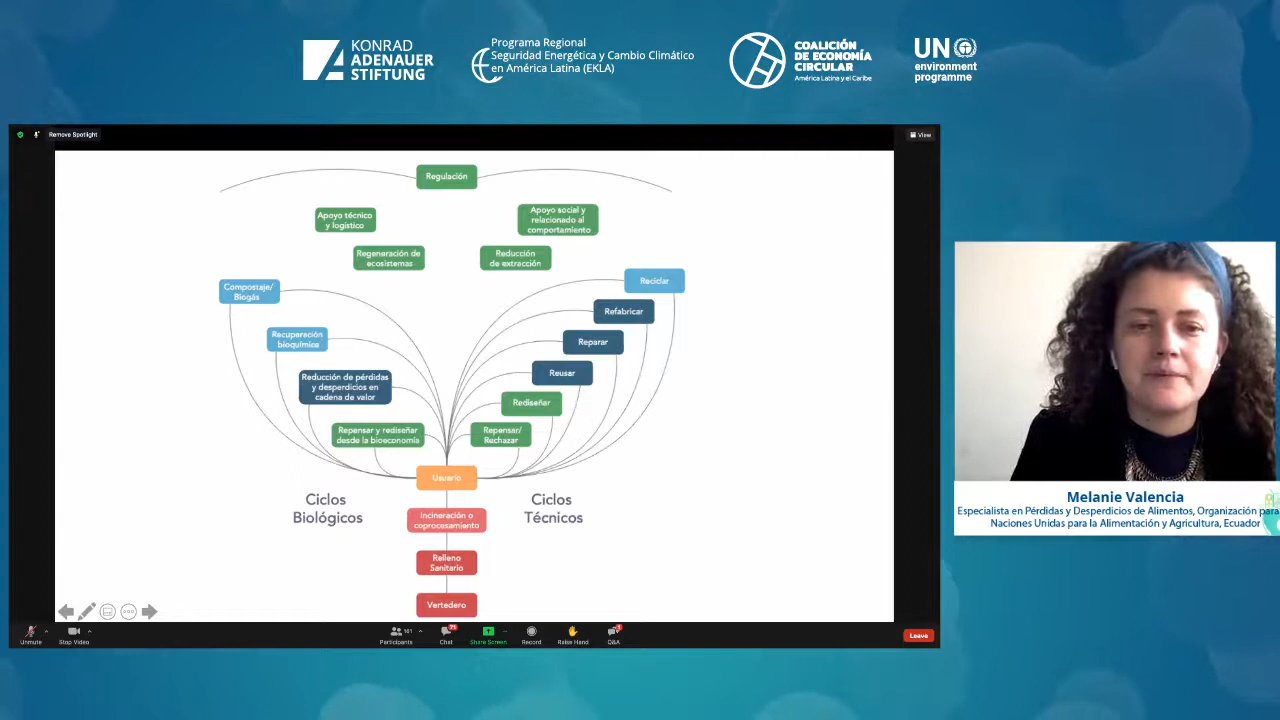 KONRAD
ADENAUER
STIFTUNG
Programa Regional
Seguridad Energética y Cambio Climático
en América Latina (EKLA)
COALICIÓN
DE ECONOMÍA
CIRCULAR
América Latina y el Caribe
UN
environment
programme
Remove Spotlight
View
Regulación
Apoyo técnico
y logístico
Apoyo social y
relacionado al
comportamiento
Regeneración de
ecosistemas
Reducción
de extracción
Compostaje/
Biogás
Reciclar
Refabricar
Recuperación
bioquímica
Reparar
Reducción de pérdidas
y desperdicios en
cadena de valor
Reusar
Rediseñar
Repensar y rediseñar
desde la bioeconomía
Repensar/
Rechazar
Usuario
Ciclos
Biológicos
Ciclos
Técnicos
Incineración o
coprocesamiento
Relleno
Sanitario
Vertedero
Melanie Valencia
Especialista en Pérdidas y Desperdicios de Alimentos, Organización para
Naciones Unidas para la Alimentación y Agricultura, Ecuador
Unmute
Stop Video
Participants
161
Chat
71
Share Screen
Record
Raise Hand
Q&A
1
Leave